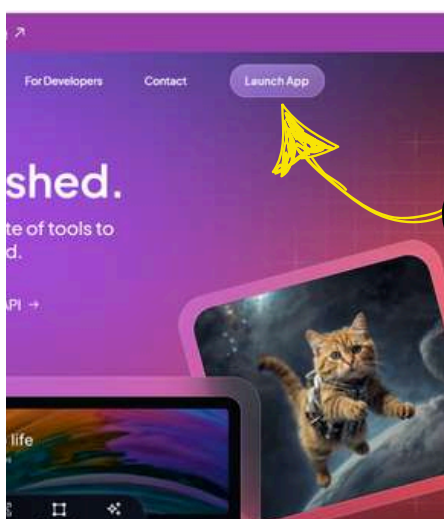 For Developers Contact Launch App
shed.
te of tools to
d.
API →
life